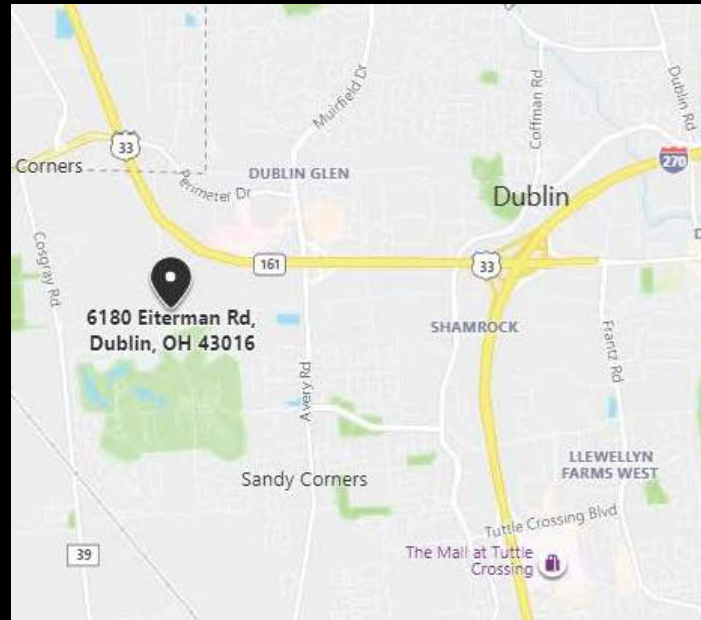 Muirfield Dr
Coffman Rd
Dublin Rd
33
Corners
270
DUBLIN GLEN
Perimeter Dr
Dublin
D
Cosgray Rd
161
33
6180 Eiterman Rd,
Dublin, OH 43016
SHAMROCK
Frantz Rd
Avery Rd
LLEWELLYN
FARMS WEST
Sandy Corners
Tuttle Crossing Blvd
39
The Mall at Tuttle
Crossing